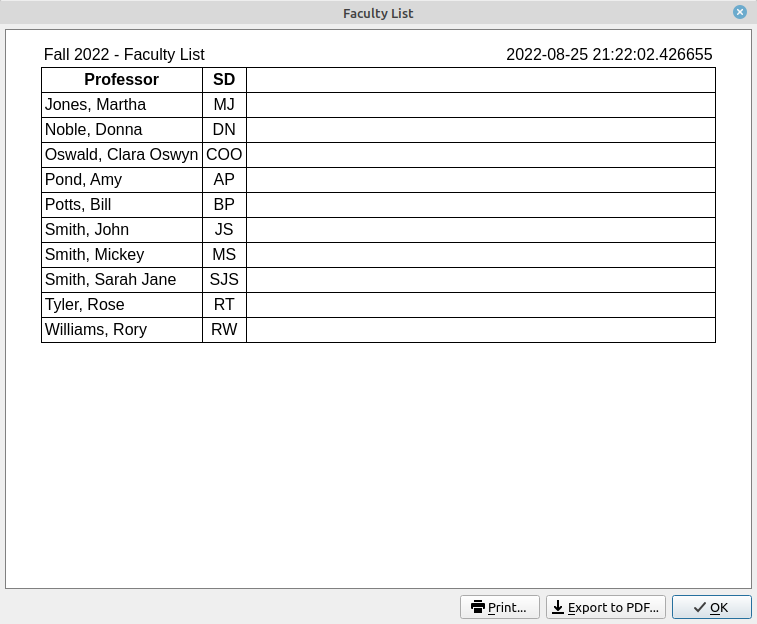 Faculty List
Fall 2022 - Faculty List 2022-08-25 21:22:02.426655
Professor SD
Jones, Martha MJ
Noble, Donna DN
Oswald, Clara Oswyn COO
Pond, Amy AP
Potts, Bill BP
Smith, John JS
Smith, Mickey MS
Smith, Sarah Jane SJS
Tyler, Rose RT
Williams, Rory RW
Print... Export to PDF... OK